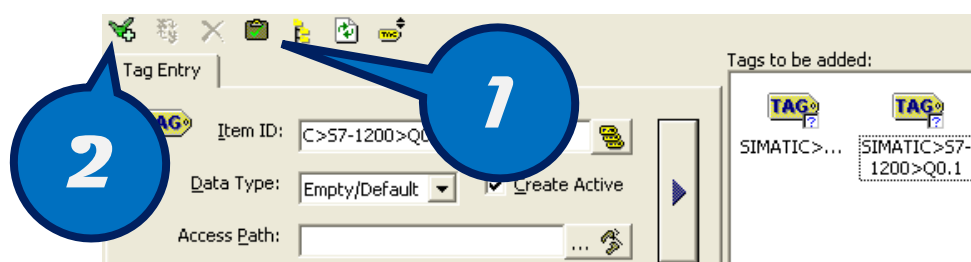 TAG
1
Tags to be added:
Tag Entry
TAG
TAG
TAG
?
?
Item ID:
C>S7-1200>Q0
SIMATIC>...
SIMATIC>S7-
1200>Q0.1
2
Data Type:
Empty/Default
Create Active
Access Path:
...